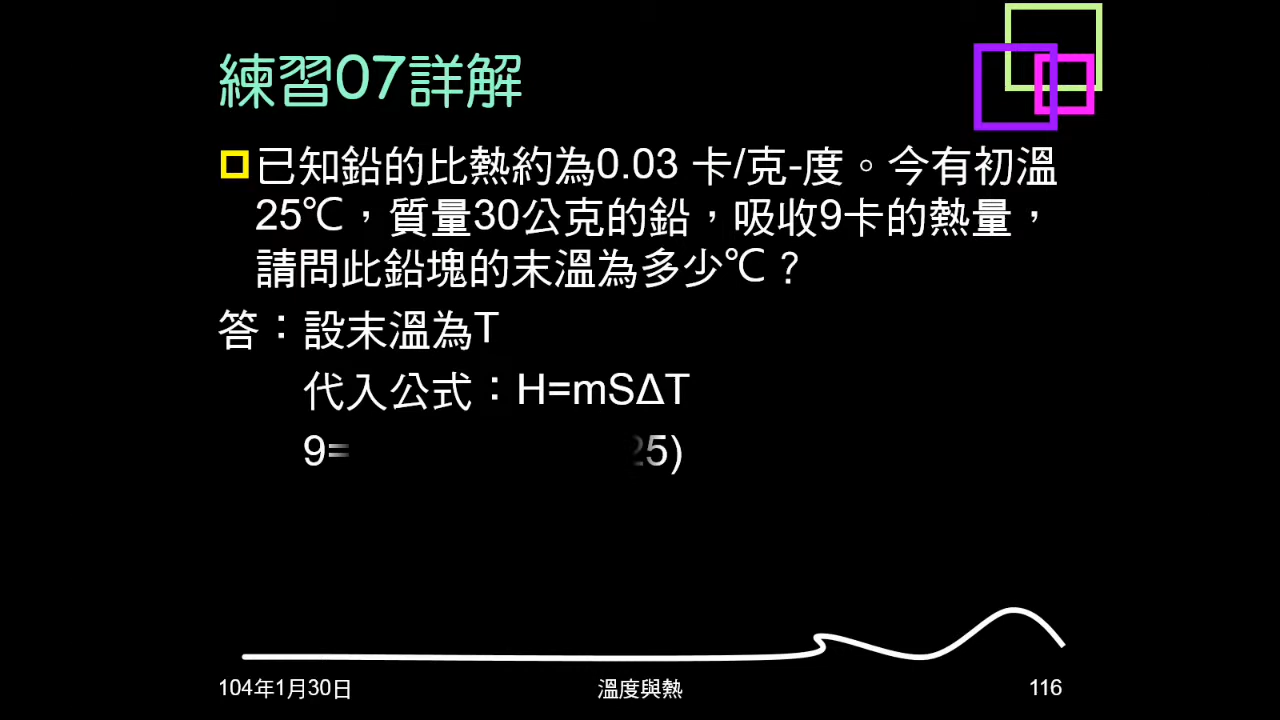 練習07詳解
已知鉛的比熱約為0.03 卡/克-度。今有初溫
25℃，質量30公克的鉛，吸收9卡的熱量，
請問此鉛塊的末溫為多少℃？
答：設末溫為T
代入公式：H=mSΔT
9= 25)
104年1月30日 溫度與熱 116